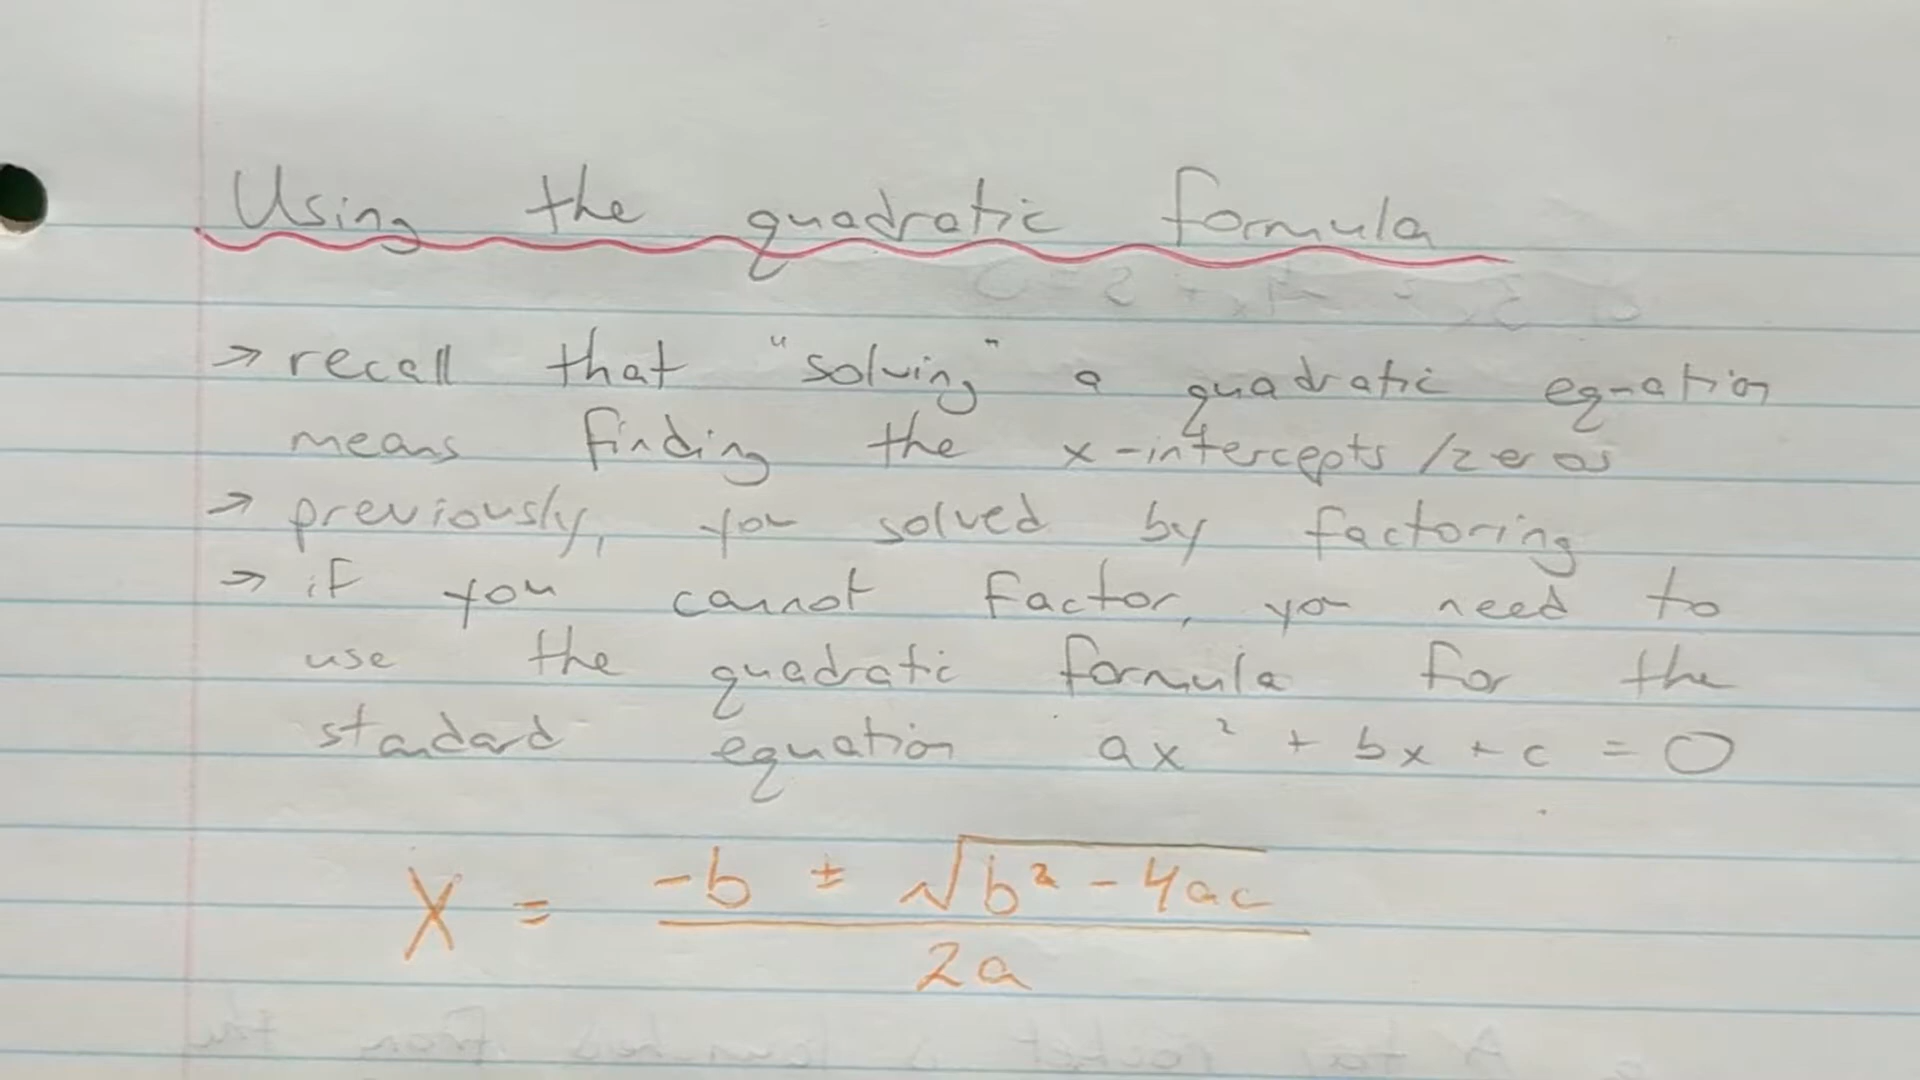 Using the quadratic formula
→ recall that "solving" a quadratic equation
means finding the x-intercepts/zeros
→ previously, you solved by factoring
→ if you cannot factor, you need to
use the quadratic formula for the
standard equation ax² + bx + c = 0
X = -b ± √b² - 4ac
2a